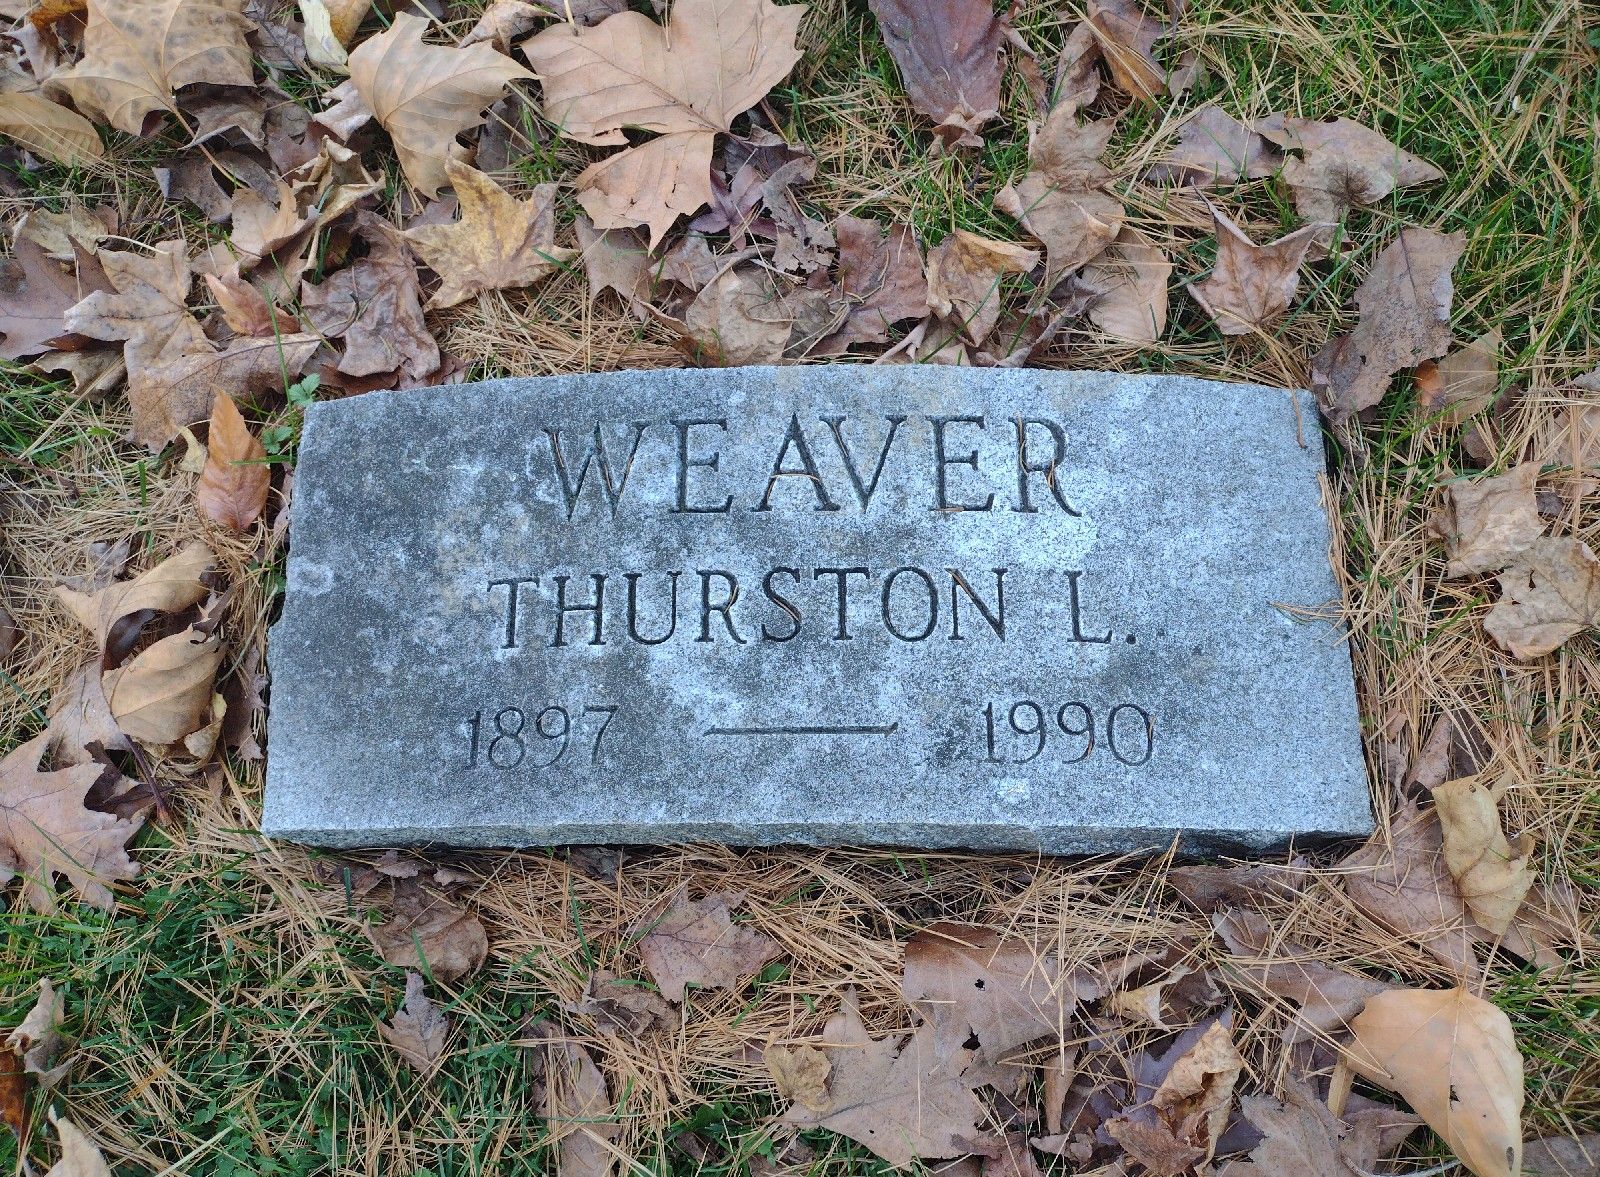 WEAVER
THURSTON L.
1897 — 1990